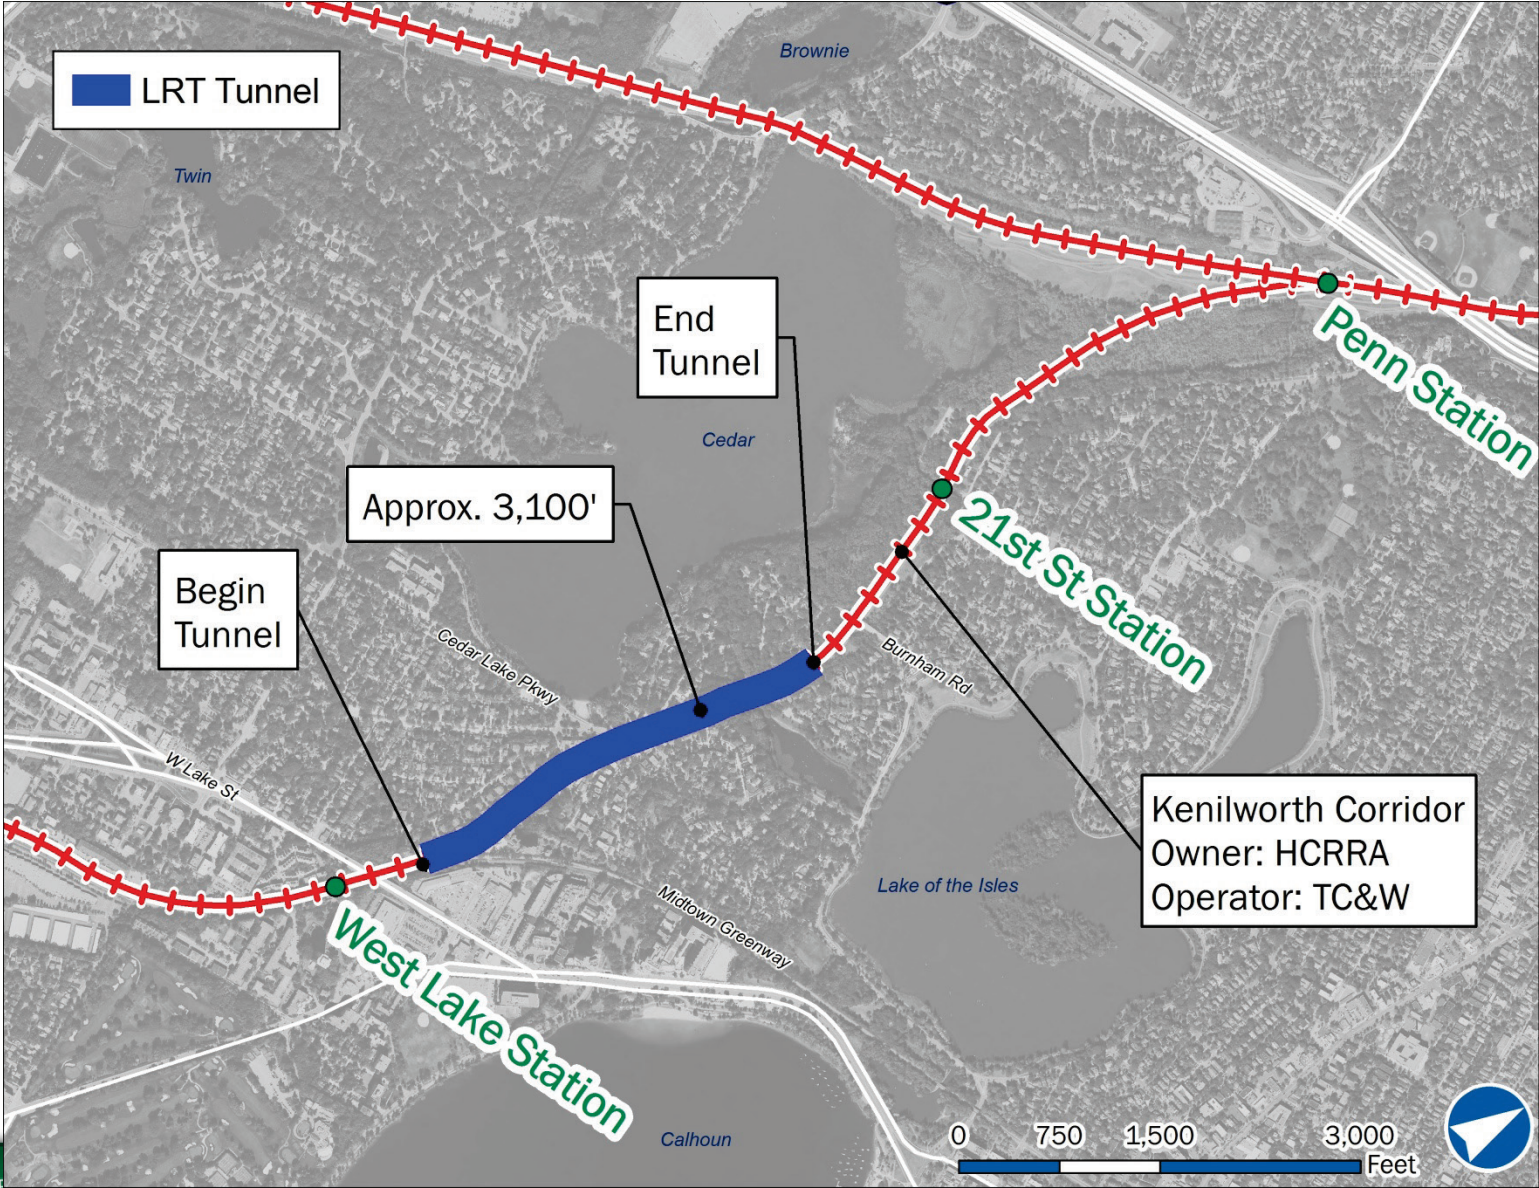 Brownie
LRT Tunnel
Twin
End
Tunnel
Penn Station
Cedar
Approx. 3,100'
21st St Station
Begin
Tunnel
Cedar Lake Pkwy
Burnham Rd
W Lake St
Kenilworth Corridor
Owner: HCRRA
Operator: TC&W
Lake of the Isles
Midtown Greenway
West Lake Station
Calhoun
0 750 1,500 3,000
Feet